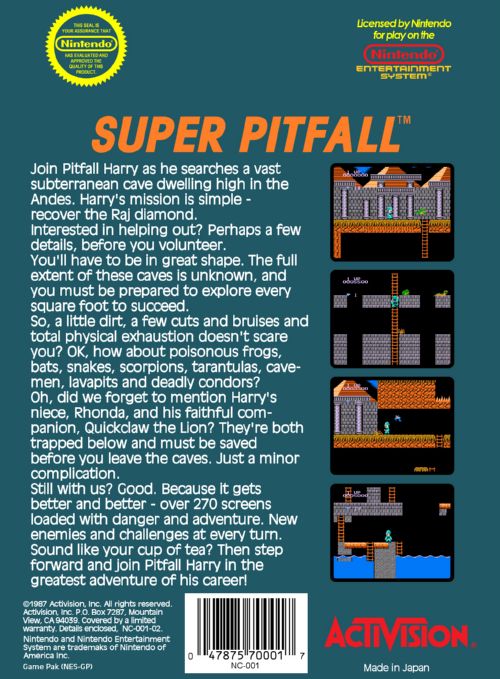 THIS SEAL IS
YOUR ASSURANCE THAT
Nintendo®
HAS EVALUATED AND
APPROVED THE
QUALITY OF THIS
PRODUCT.
Licensed by Nintendo
for play on the
Nintendo®
ENTERTAINMENT
SYSTEM®
SUPER PITFALL™
Join Pitfall Harry as he searches a vast
subterranean cave dwelling high in the
Andes. Harry's mission is simple -
recover the Raj diamond.
Interested in helping out? Perhaps a few
details, before you volunteer.
You'll have to be in great shape. The full
extent of these caves is unknown, and
you must be prepared to explore every
square foot to succeed.
So, a little dirt, a few cuts and bruises and
total physical exhaustion doesn't scare
you? OK, how about poisonous frogs,
bats, snakes, scorpions, tarantulas, cave-
men, lavapits and deadly condors?
Oh, did we forget to mention Harry's
niece, Rhonda, and his faithful com-
panion, Quickclaw the Lion? They're both
trapped below and must be saved
before you leave the caves. Just a minor
complication.
Still with us? Good. Because it gets
better and better - over 270 screens
loaded with danger and adventure. New
enemies and challenges at every turn.
Sound like your cup of tea? Then step
forward and join Pitfall Harry in the
greatest adventure of his career!
©1987 Activision, Inc. All rights reserved.
Activision, Inc. P.O. Box 7287, Mountain
View, CA 94039. Covered by a limited
warranty. Details enclosed, NC-001-02.
Nintendo and Nintendo Entertainment
System are trademaks of Nintendo of
America Inc.
Game Pak (NES-GP)
0 47875 70001 7
NC-001
ACTIVISION®
Made in Japan